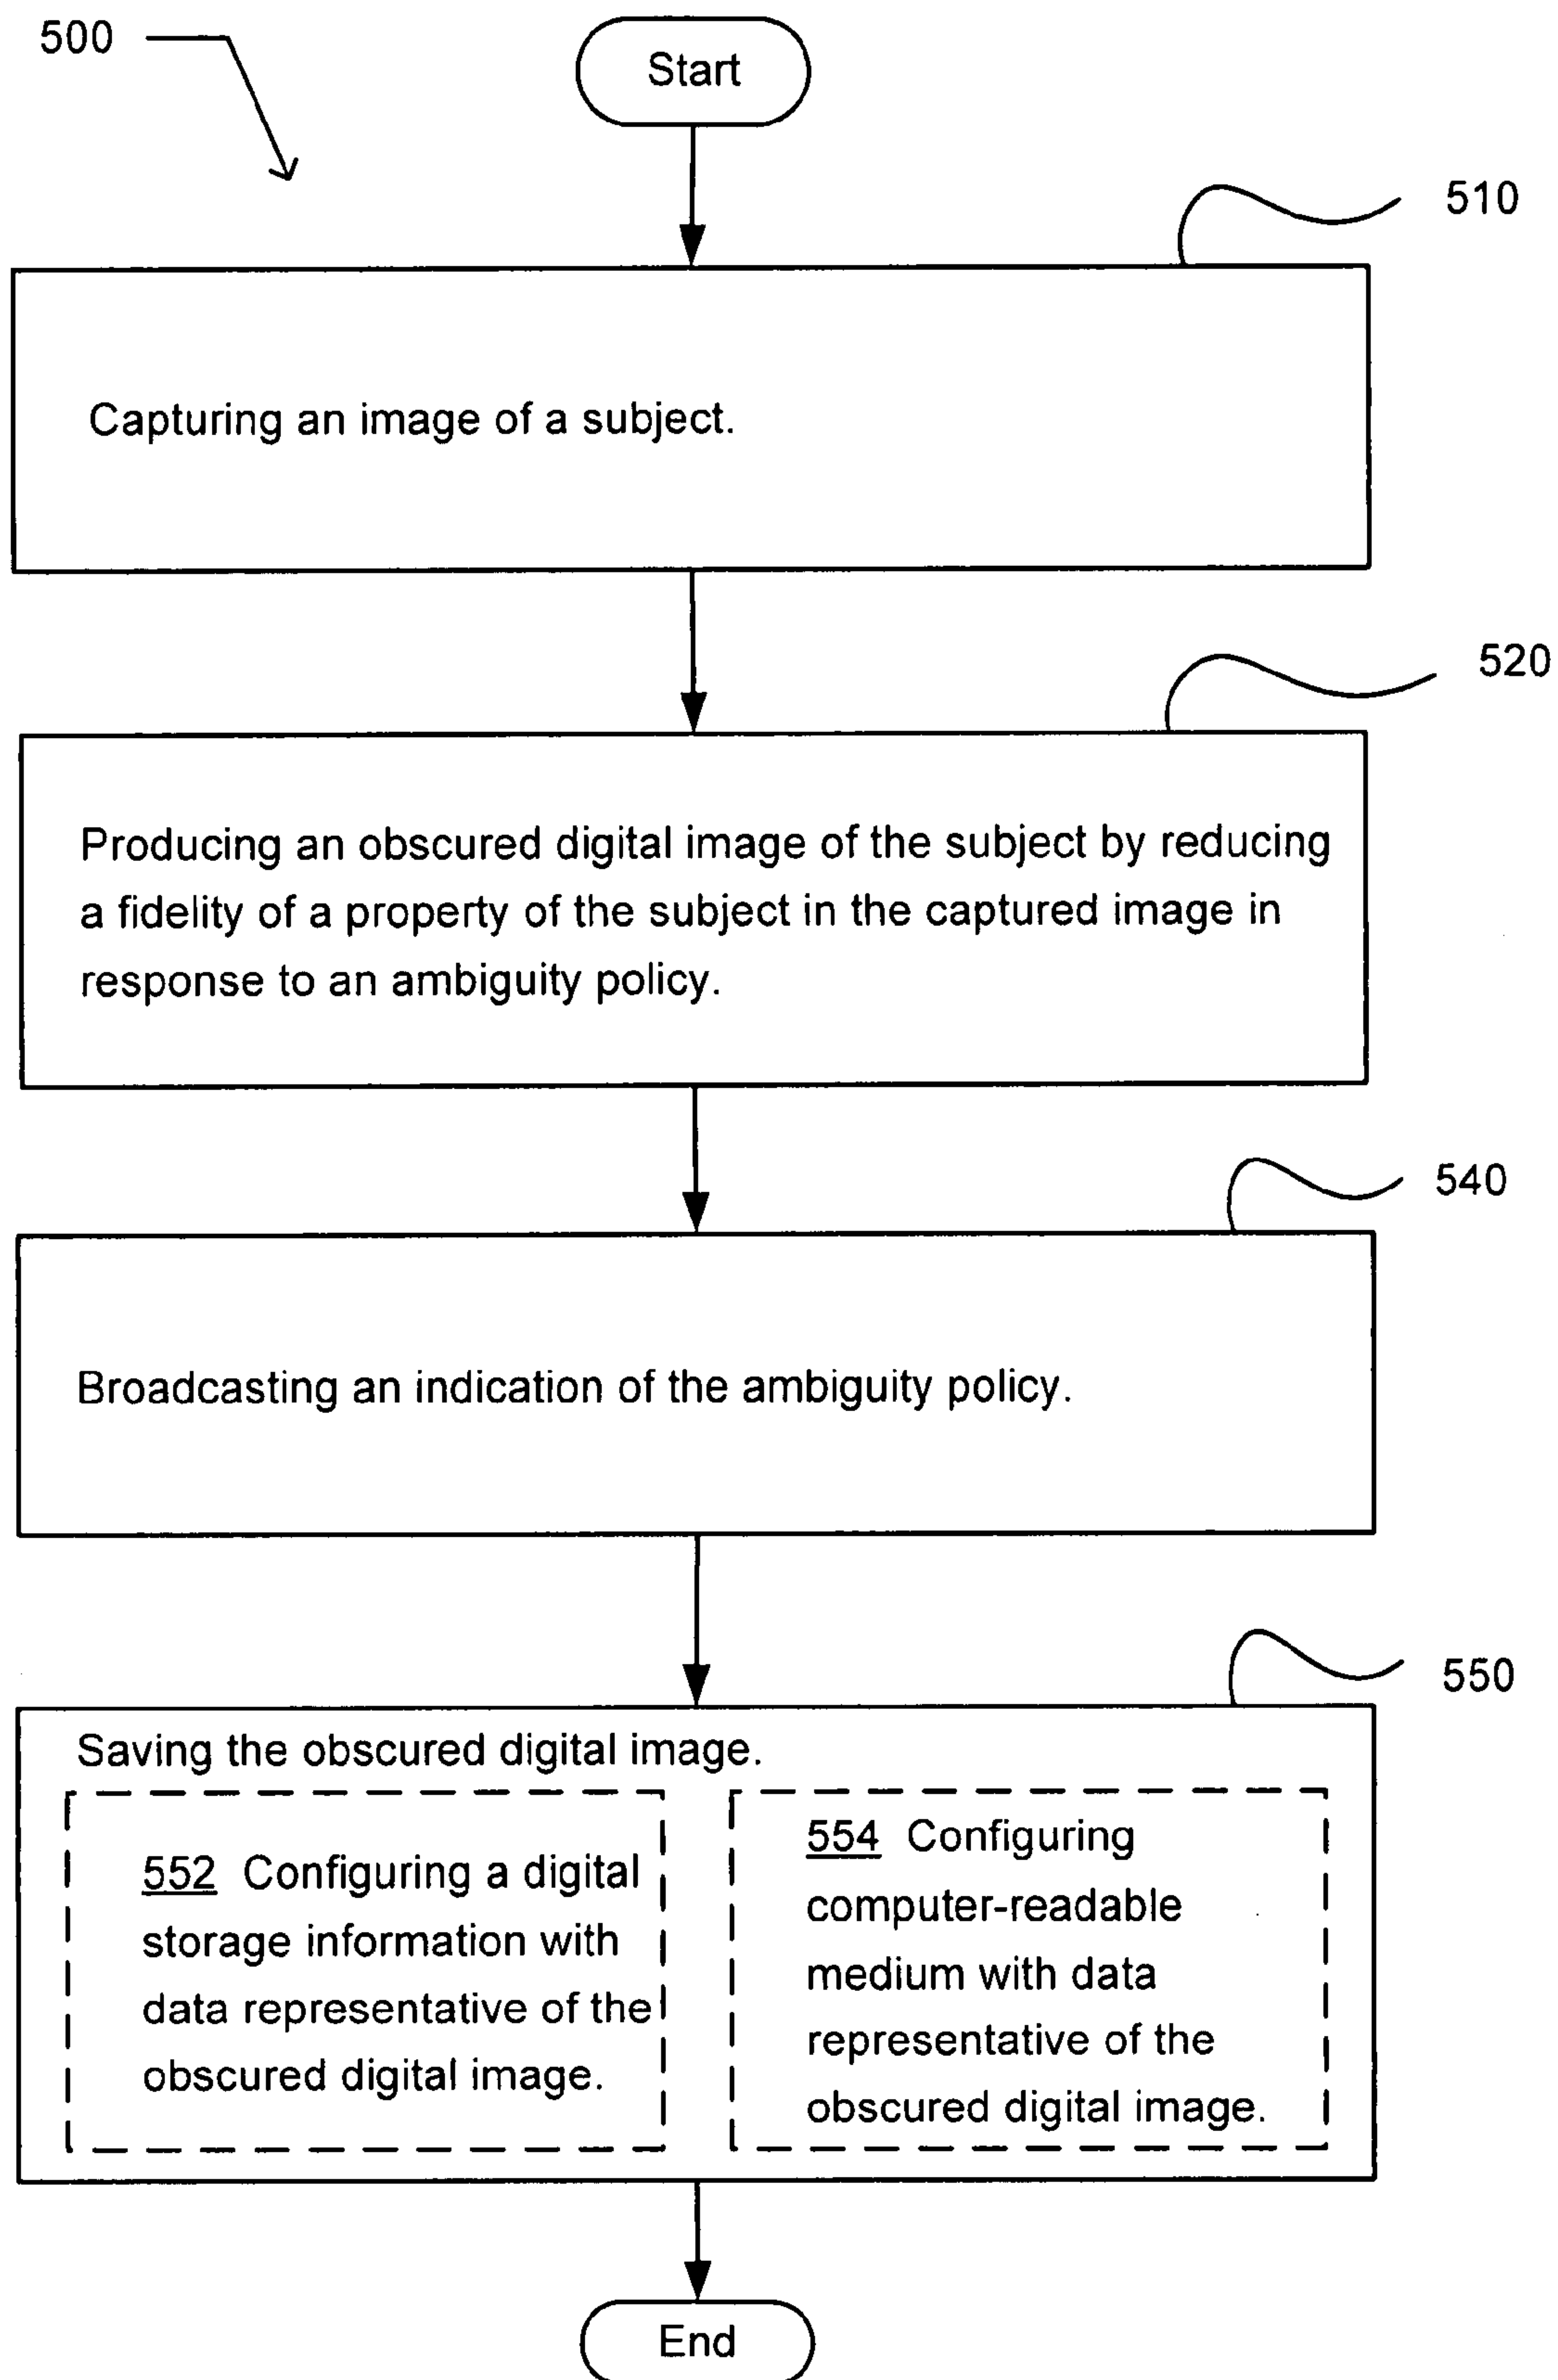 500
Start
510
Capturing an image of a subject.
520
Producing an obscured digital image of the subject by reducing
a fidelity of a property of the subject in the captured image in
response to an ambiguity policy.
540
Broadcasting an indication of the ambiguity policy.
550
Saving the obscured digital image.
552 Configuring a digital
storage information with
data representative of the
obscured digital image.
554 Configuring
computer-readable
medium with data
representative of the
obscured digital image.
End